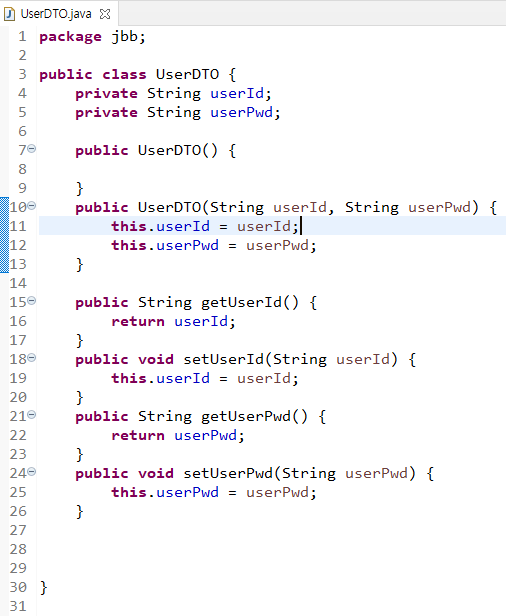 UserDTO.java
1 package jbb;
2
3 public class UserDTO {
4     private String userId;
5     private String userPwd;
6
7     public UserDTO() {
8
9     }
10     public UserDTO(String userId, String userPwd) {
11         this.userId = userId;
12         this.userPwd = userPwd;
13     }
14
15     public String getUserId() {
16         return userId;
17     }
18     public void setUserId(String userId) {
19         this.userId = userId;
20     }
21     public String getUserPwd() {
22         return userPwd;
23     }
24     public void setUserPwd(String userPwd) {
25         this.userPwd = userPwd;
26     }
27
28
29
30 }
31